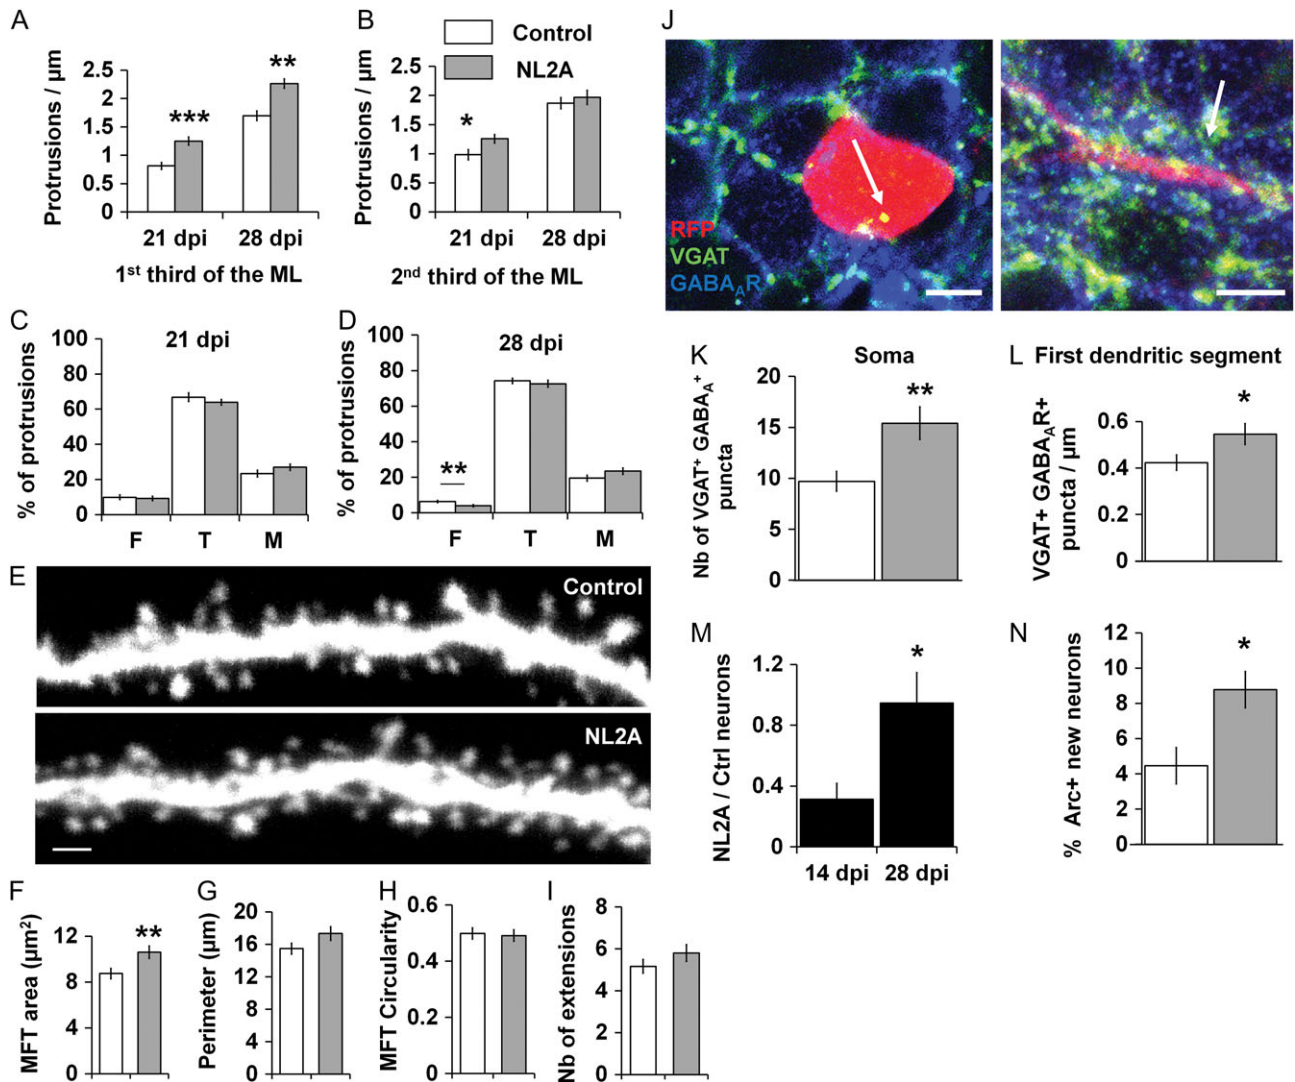 A
Protrusions / µm
2.5
2
1.5
1
0.5
0
***
**
21 dpi
28 dpi
1st third of the ML
B
Protrusions / µm
2.5
2
1.5
1
0.5
0
*
Control
NL2A
21 dpi
28 dpi
2nd third of the ML
C
% of protrusions
100
80
60
40
20
0
21 dpi
F
T
M
D
% of protrusions
100
80
60
40
20
0
28 dpi
**
F
T
M
E
Control
NL2A
F
MFT area (µm2)
12
8
4
0
**
G
Perimeter (µm)
20
16
12
8
4
0
H
MFT Circularity
0.6
0.4
0.2
0
I
Nb of extensions
8
6
4
2
0
J
RFP
VGAT
GABAAR
K
Soma
Nb of VGAT+ GABAA+
puncta
20
15
10
5
0
**
L
First dendritic segment
VGAT+ GABAAR+
puncta / µm
0.6
0.4
0.2
0
*
M
NL2A / Ctrl neurons
1.2
0.8
0.4
0
*
14 dpi
28 dpi
N
% Arc+ new neurons
12
10
8
6
4
2
0
*